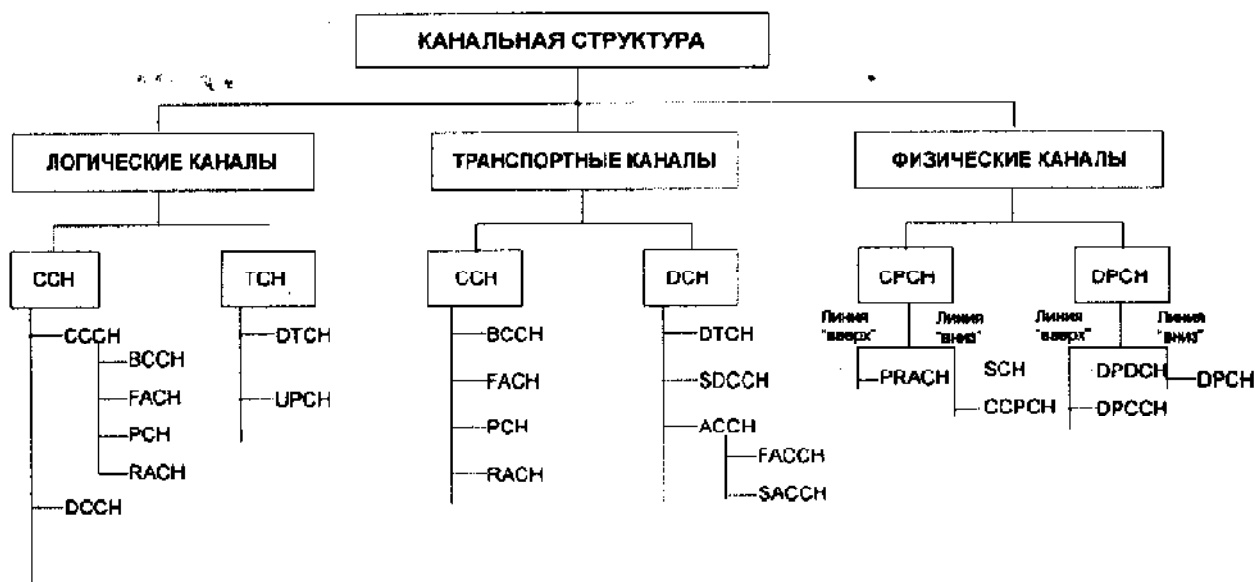 КАНАЛЬНАЯ СТРУКТУРА
ЛОГИЧЕСКИЕ КАНАЛЫ
ТРАНСПОРТНЫЕ КАНАЛЫ
ФИЗИЧЕСКИЕ КАНАЛЫ
CCH
TCH
CCH
DCH
CPCH
DPCH
CCCH
BCCH
FACH
PCH
RACH
DCCH
DTCH
UPCH
BCCH
FACH
PCH
RACH
DTCH
SDCCH
ACCH
FACCH
SACCH
Линия
"вверх"
Линия
"вниз"
PRACH
SCH
CCPCH
Линия
"вверх"
Линия
"вниз"
DPDCH
DPCCH
DPCH